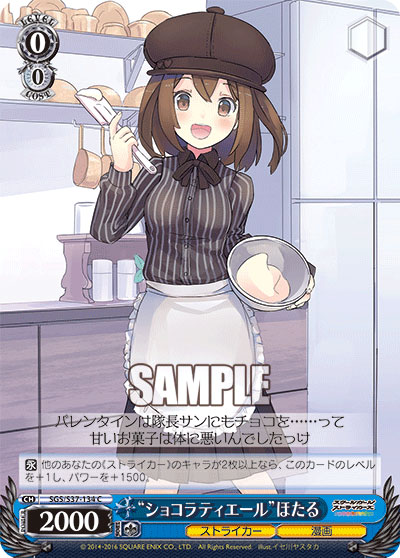 LEVEL
0
0
COST
SAMPLE
バレンタインは隊長サンにもチョコを……って
甘いお菓子は体に悪いんでしたっけ
永 他のあなたの《ストライカー》のキャラが2枚以上なら、このカードのレベル
を+1し、パワーを+1500。
CH SGS/S37-134 C
POWER
2000
“ショコラティエール”ほたる
スクールガール
ストライカーズ
ストライカー
漫画
©2014-2016 SQUARE ENIX CO., LTD. All Rights Reserved. illust.イセ川ヤスタカ